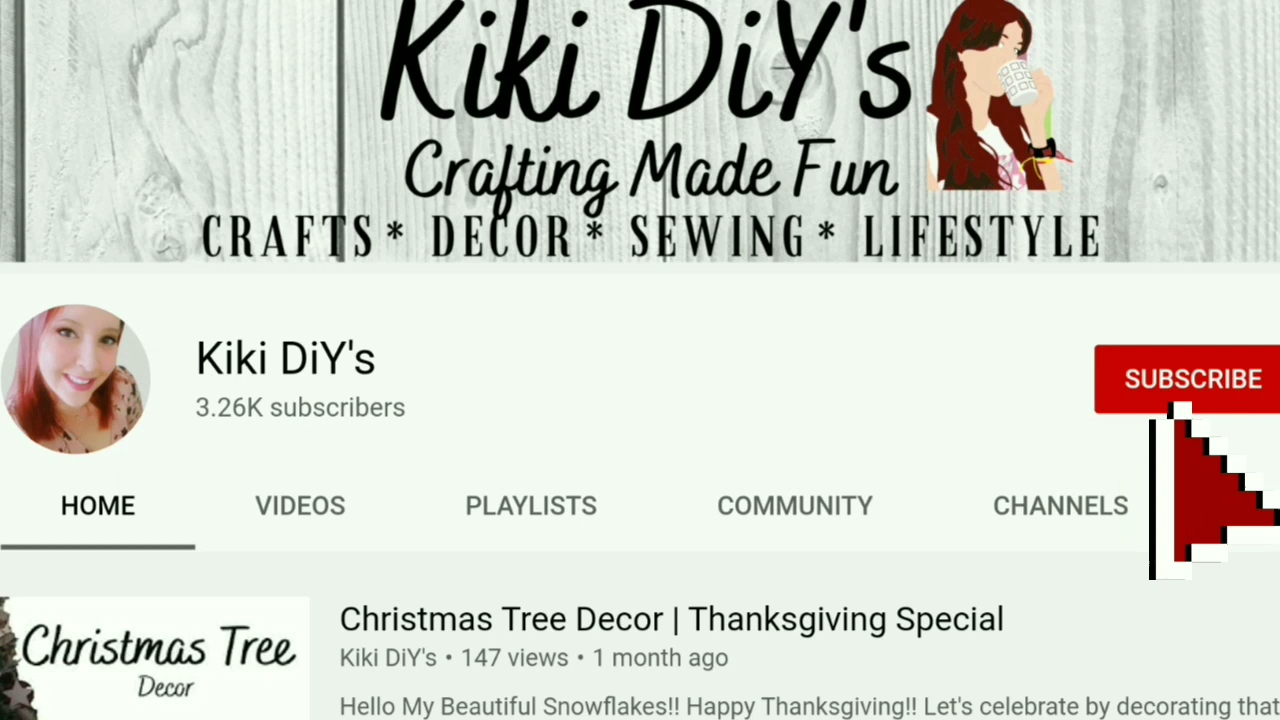 Kiki DiY's
Crafting Made Fun
CRAFTS* DECOR* SEWING* LIFESTYLE
Kiki DiY's
3.26K subscribers
SUBSCRIBE
HOME VIDEOS PLAYLISTS COMMUNITY CHANNELS
Christmas Tree
Decor
Christmas Tree Decor | Thanksgiving Special
Kiki DiY's • 147 views • 1 month ago
Hello My Beautiful Snowflakes!! Happy Thanksgiving!! Let's celebrate by decorating that